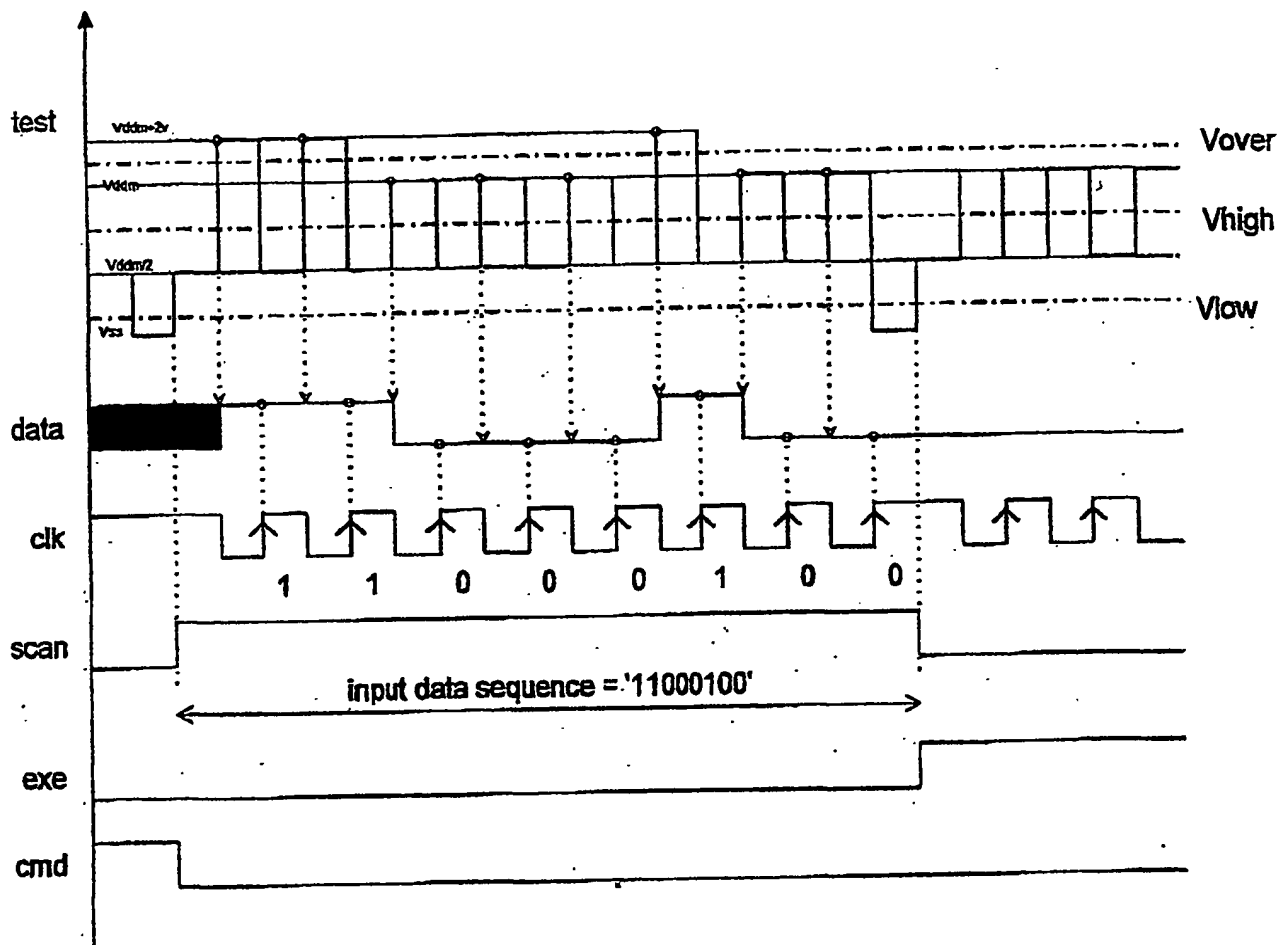 test
Vddm+2v
Vover
Vddm
Vhigh
Vddm/2
Vss
Vlow
data
clk
1 1 0 0 0 1 0 0
scan
input data sequence = '11000100'
exe
cmd